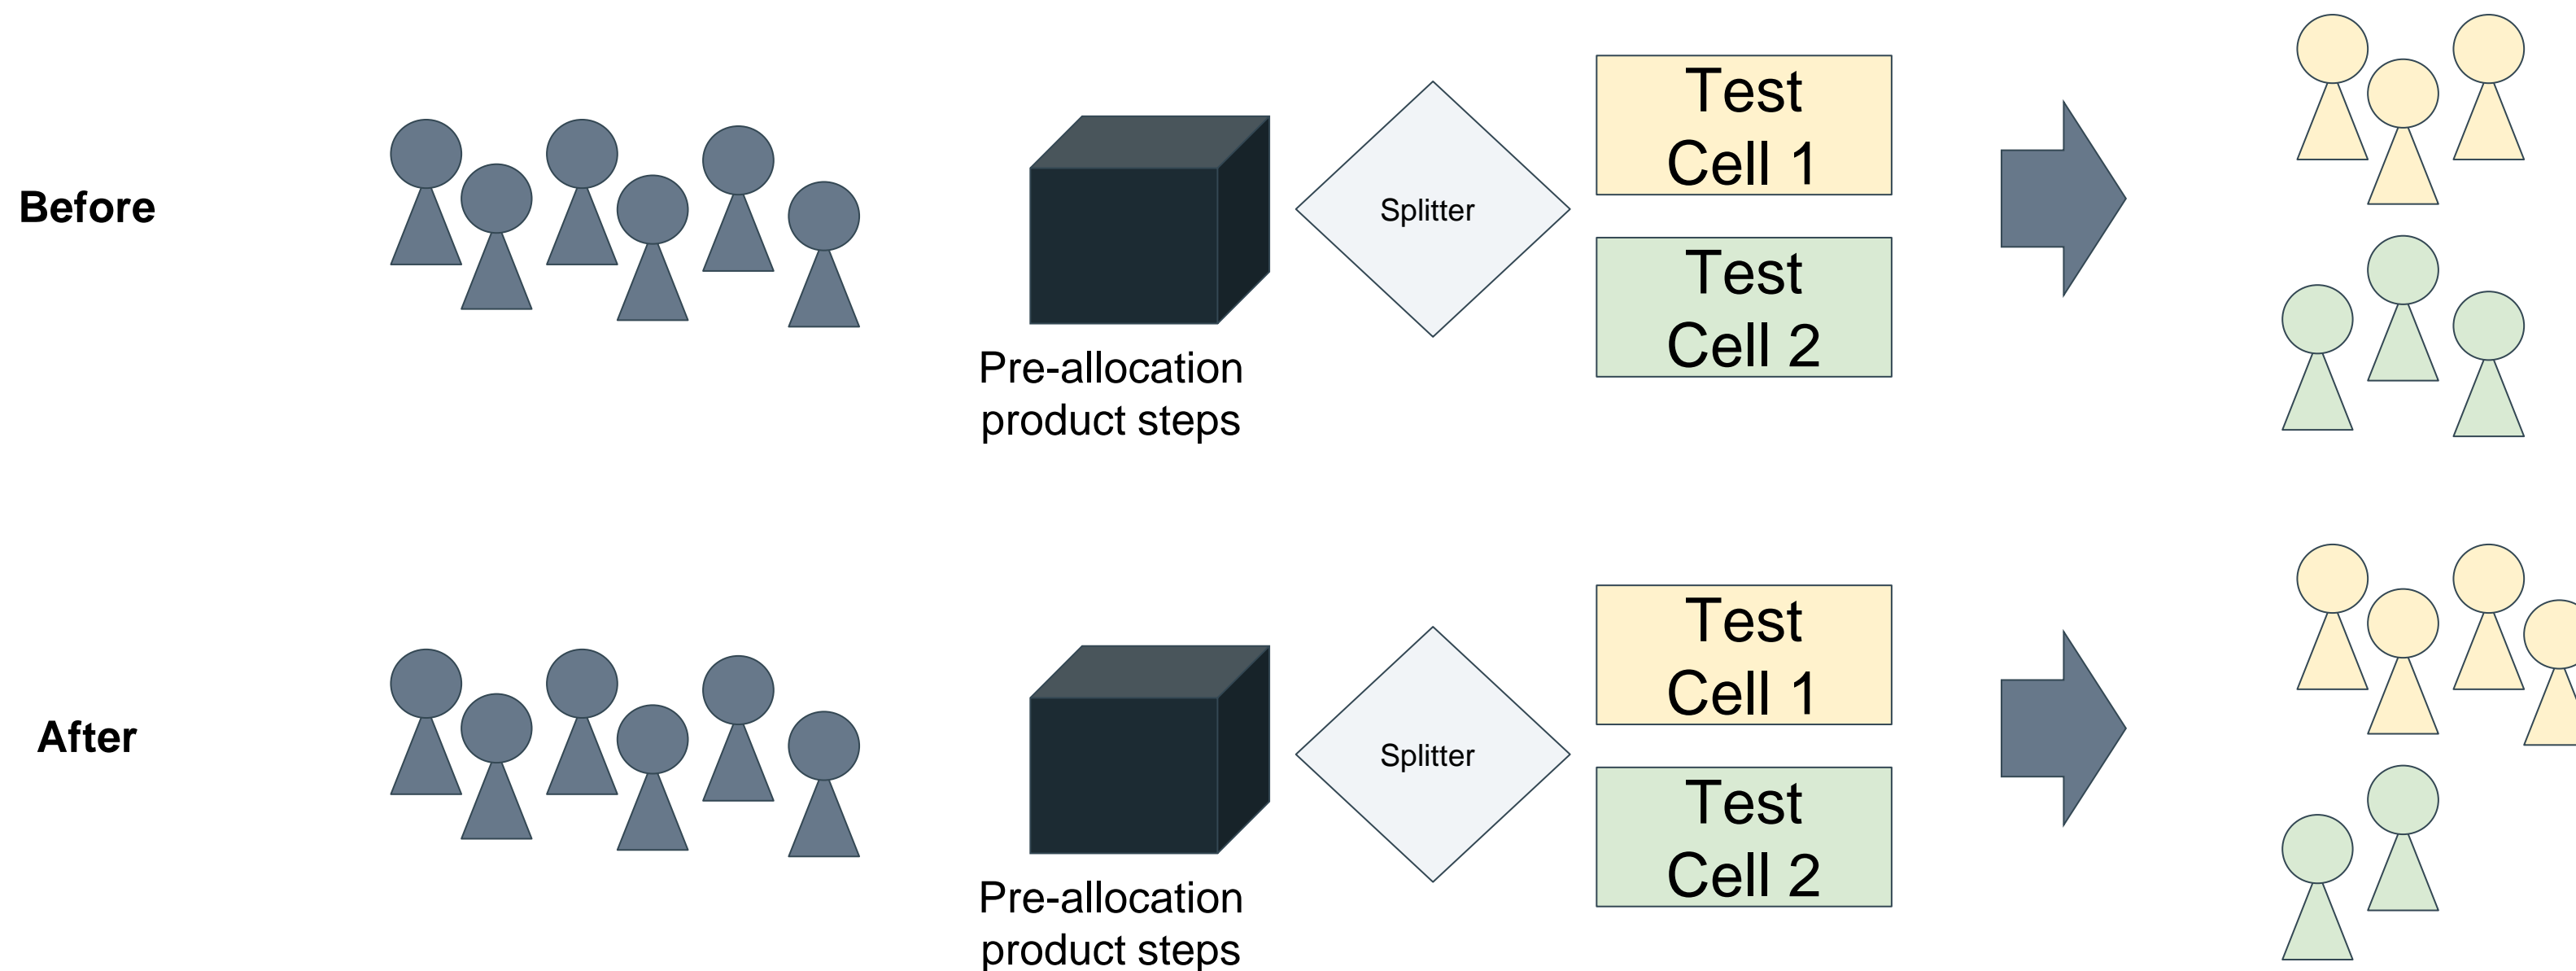 Before
Pre-allocation
product steps
Splitter
Test
Cell 1
Test
Cell 2
After
Pre-allocation
product steps
Splitter
Test
Cell 1
Test
Cell 2